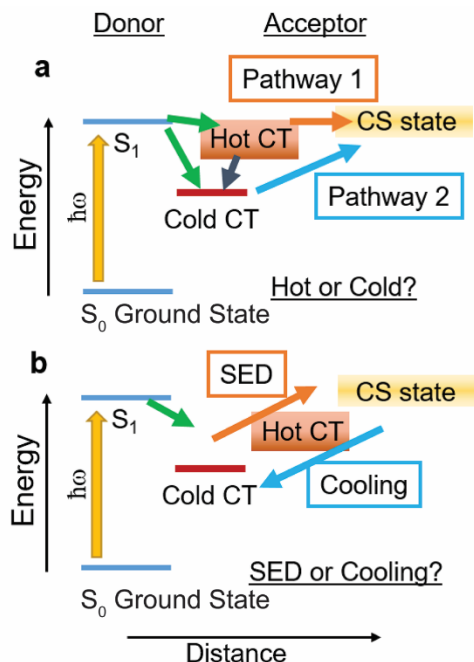 Donor Acceptor
a
Pathway 1
S₁ Hot CT CS state
Energy
ħω
Cold CT Pathway 2
Hot or Cold?
S₀ Ground State
b
SED
CS state
S₁
Hot CT
Energy
ħω
Cold CT Cooling
SED or Cooling?
S₀ Ground State
Distance